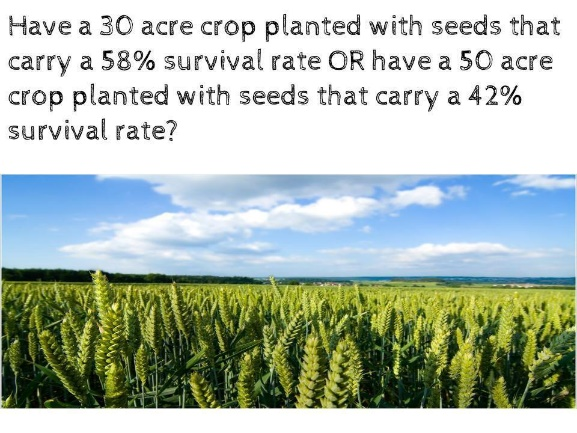 Have a 30 acre crop planted with seeds that
carry a 58% survival rate OR have a 50 acre
crop planted with seeds that carry a 42%
survival rate?